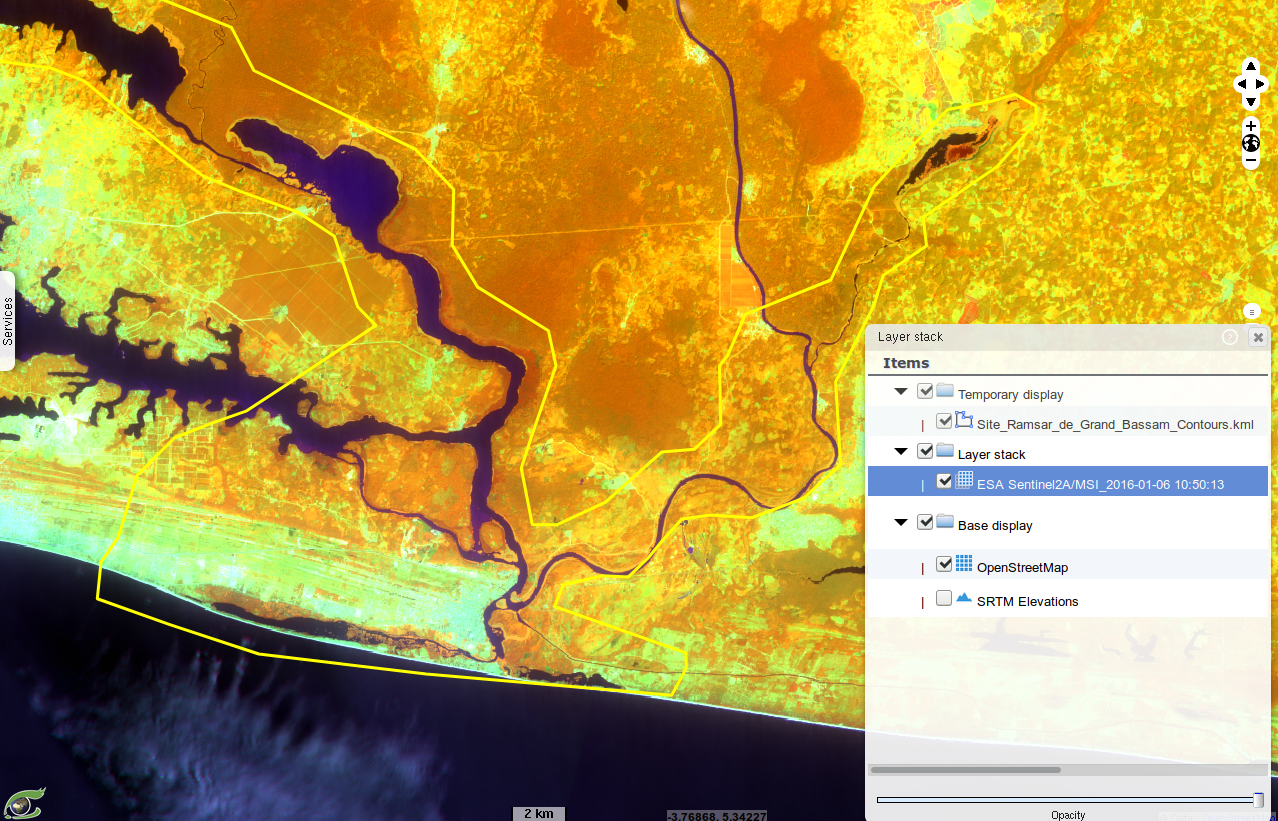 Services
Layer stack
?
Items
Temporary display
Site_Ramsar_de_Grand_Bassam_Contours.kml
Layer stack
ESA Sentinel2A/MSI_2016-01-06 10:50:13
Base display
OpenStreetMap
SRTM Elevations
Opacity
2 km
-3.76868, 5.34227